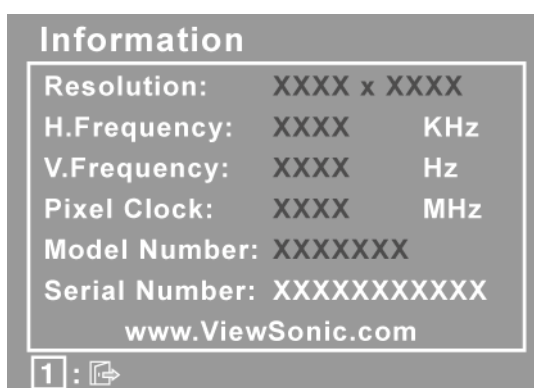 Information
Resolution: XXXX x XXXX
H.Frequency: XXXX KHz
V.Frequency: XXXX Hz
Pixel Clock: XXXX MHz
Model Number: XXXXXXX
Serial Number: XXXXXXXXXXX
www.ViewSonic.com
1 :